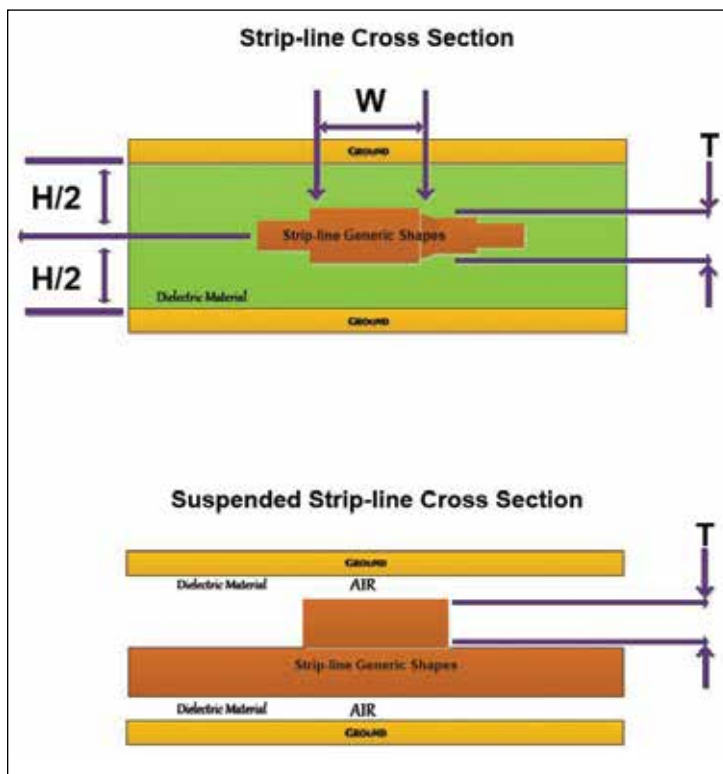 Strip-line Cross Section
W
GROUND
T
H/2
Strip-line Generic Shapes
H/2
Dielectric Material
GROUND
Suspended Strip-line Cross Section
T
GROUND
Dielectric Material AIR
Strip-line Generic Shapes
Dielectric Material AIR
GROUND